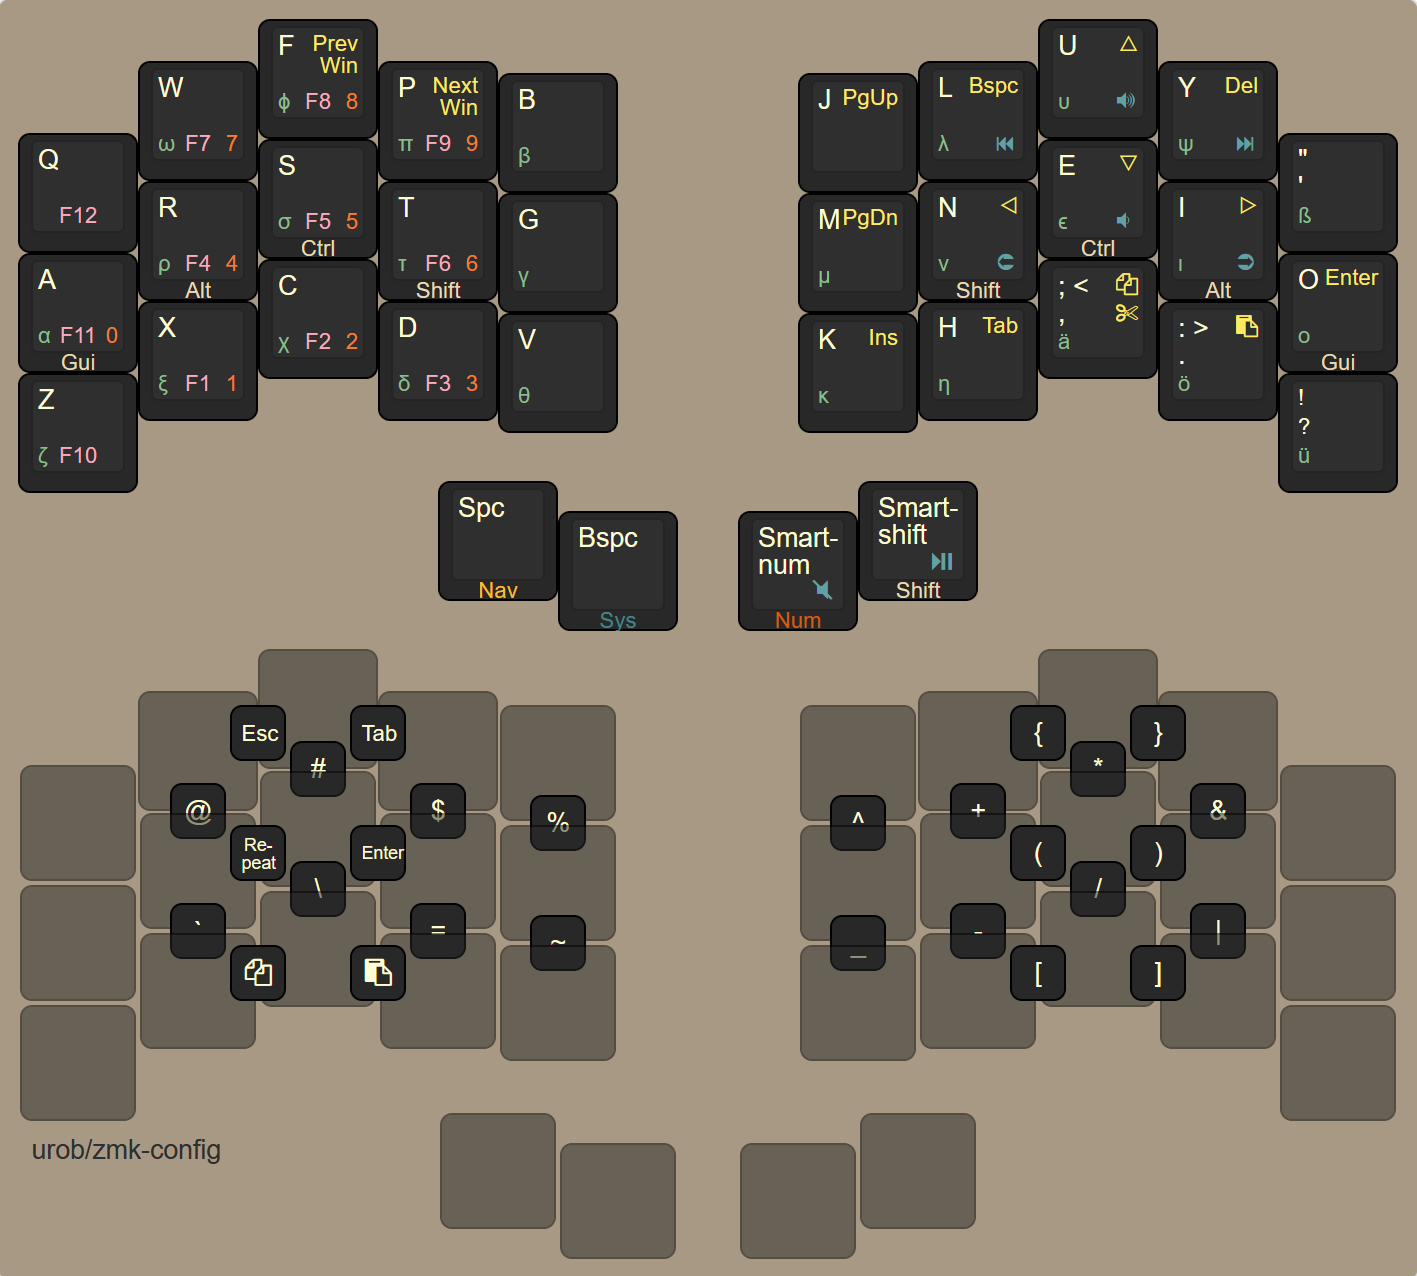 Q
F12
W
ω F7 7
F Prev
Win
ϕ F8 8
P Next
Win
π F9 9
B
β
A
α F11 0
Gui
R
ρ F4 4
Alt
S
σ F5 5
Ctrl
T
τ F6 6
Shift
G
γ
Z
ζ F10
X
ξ F1 1
C
χ F2 2
D
δ F3 3
V
θ
J PgUp
L Bspc
λ
U △
υ
Y Del
ψ
"
'
ß
M PgDn
μ
N ◁
ν
Shift
E ▽
ϵ
Ctrl
I ▷
ι
Alt
O Enter
ο
Gui
K Ins
κ
H Tab
η
; <
,
ä
: >
.
ö
!
?
ü
Spc
Nav
Bspc
Sys
Smart-
num
Num
Smart-
shift
Shift
Esc
Tab
#
@
$
%
Re-
peat
Enter
\
`
=
~
{
}
*
^
+
&
(
)
/
_
-
|
[
]
urob/zmk-config